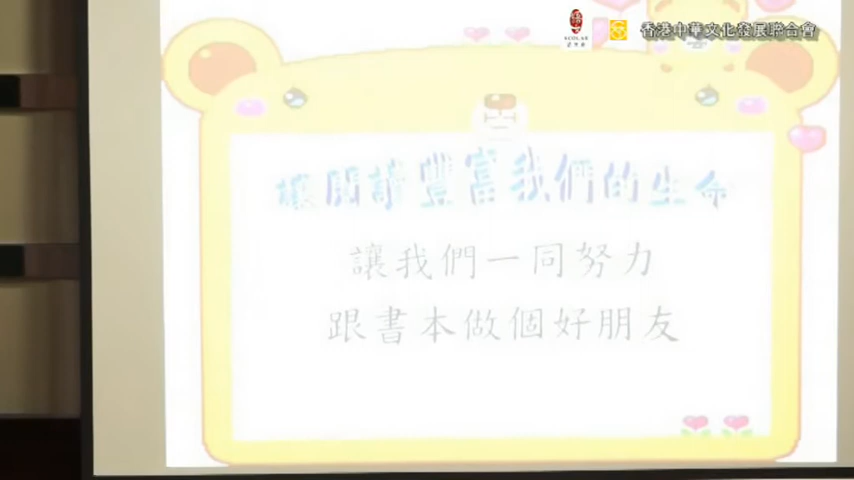 香港中華文化發展聯合會
SCOLAR
讓閱讀豐富我們的生命
讓我們一同努力
跟書本做個好朋友